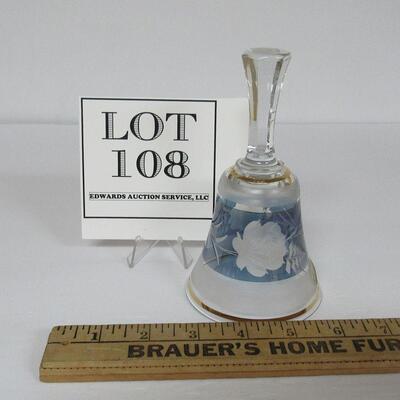 LOT
108
EDWARDS AUCTION SERVICE, LLC
1 2 3 4 5 6 7
BRAUER'S HOME FUR